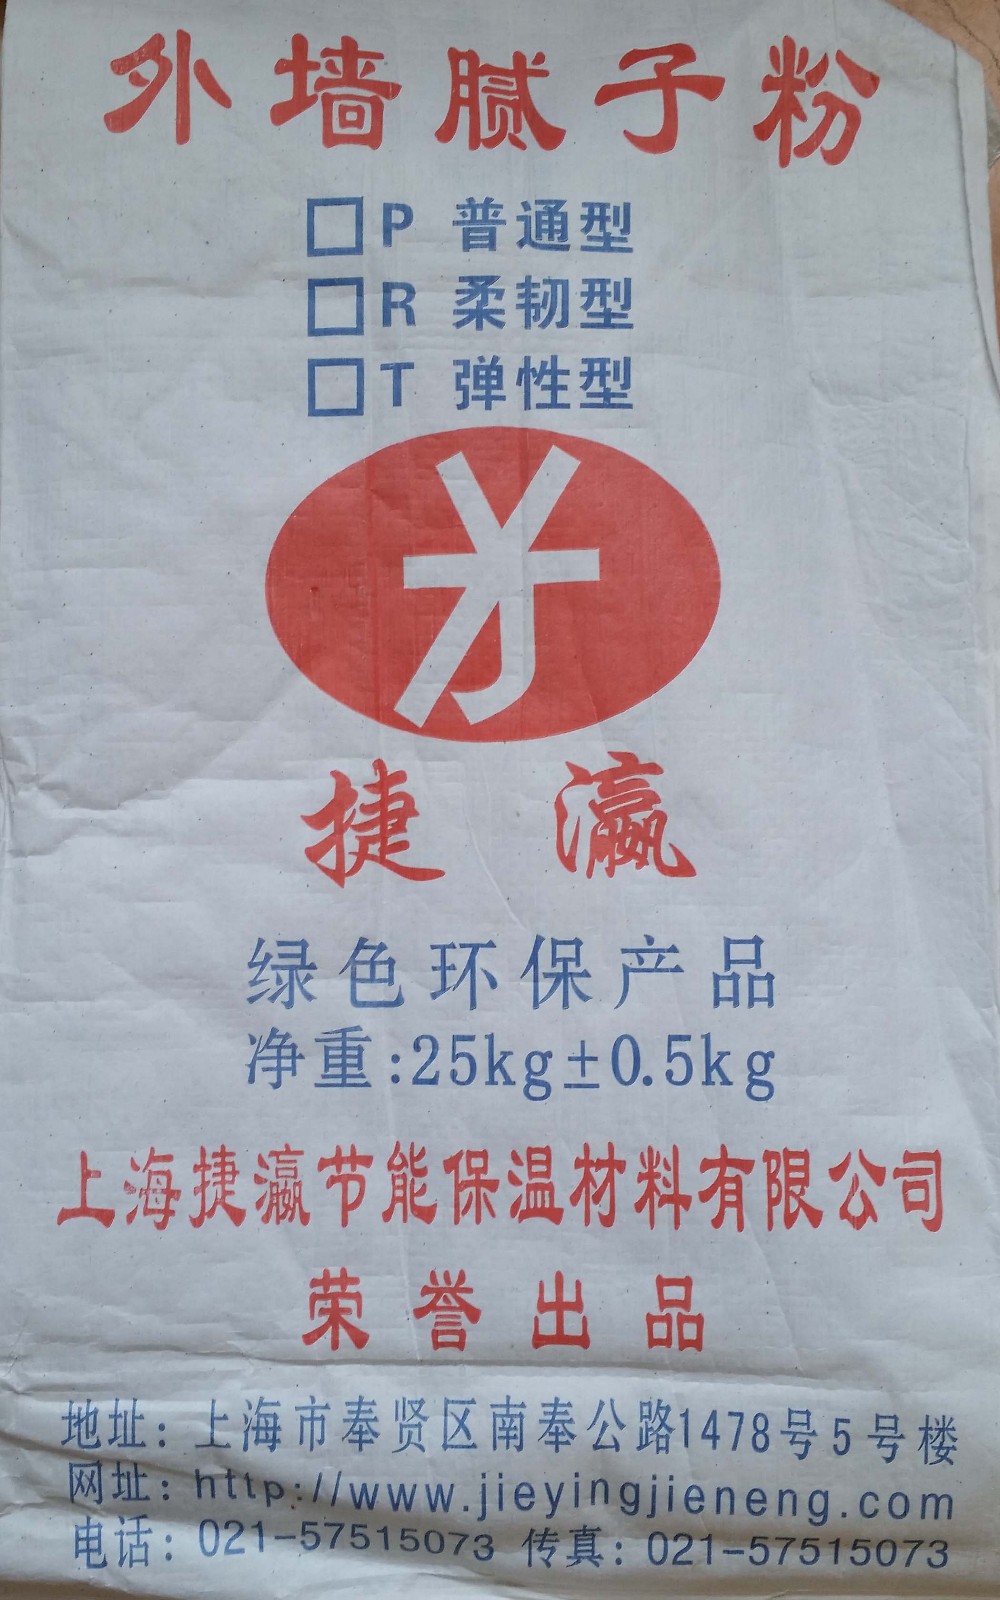 外墙腻子粉
□P 普通型
□R 柔韧型
□T 弹性型
捷瀛
绿色环保产品
净重:25kg±0.5kg
上海捷瀛节能保温材料有限公司
荣誉出品
地址：上海市奉贤区南奉公路1478号5号楼
网址：http://www.jieyingjieneng.com
电话：021-57515073 传真：021-57515073